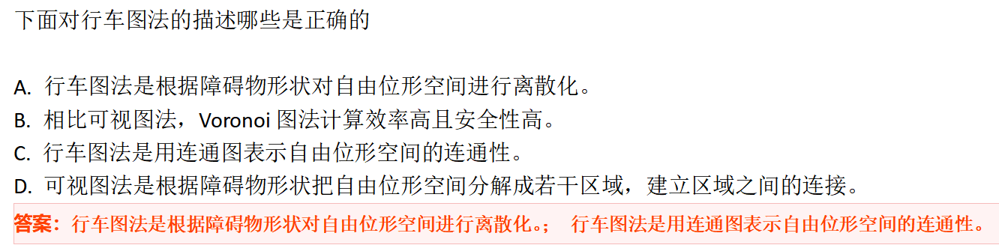 下面对行车图法的描述哪些是正确的
A. 行车图法是根据障碍物形状对自由位形空间进行离散化。
B. 相比可视图法，Voronoi 图法计算效率高且安全性高。
C. 行车图法是用连通图表示自由位形空间的连通性。
D. 可视图法是根据障碍物形状把自由位形空间分解成若干区域，建立区域之间的连接。
答案：行车图法是根据障碍物形状对自由位形空间进行离散化。； 行车图法是用连通图表示自由位形空间的连通性。